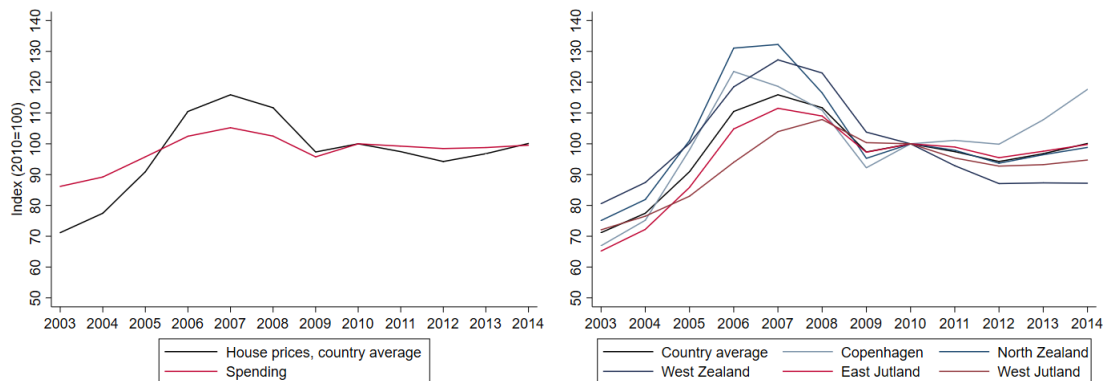 Index (2010=100)
140
130
120
110
100
90
80
70
60
50
2003 2004 2005 2006 2007 2008 2009 2010 2011 2012 2013 2014
House prices, country average
Spending
140
130
120
110
100
90
80
70
60
50
2003 2004 2005 2006 2007 2008 2009 2010 2011 2012 2013 2014
Country average Copenhagen North Zealand
West Zealand East Jutland West Jutland